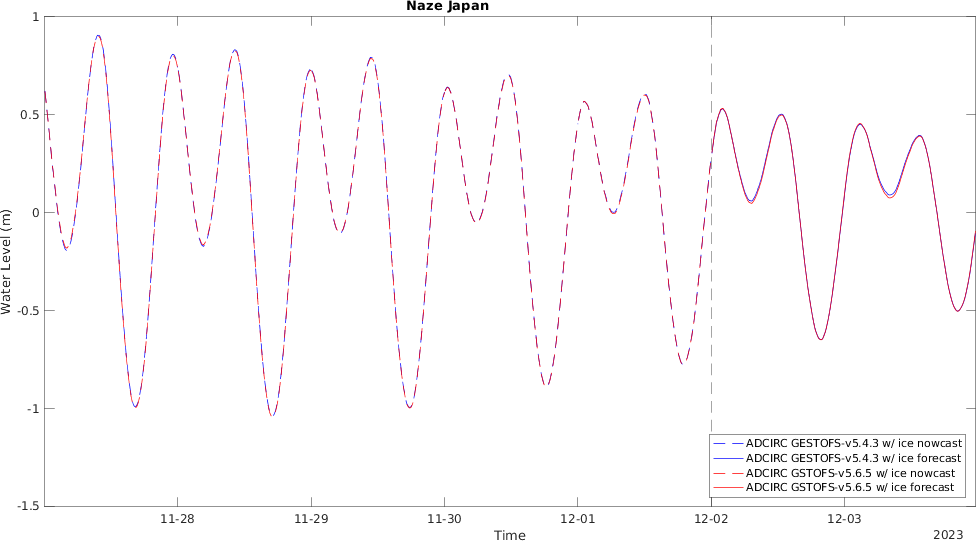 Naze Japan
1
0.5
0
-0.5
-1
-1.5
Water Level (m)
11-28
11-29
11-30
12-01
12-02
12-03
Time
2023
ADCIRC GESTOFS-v5.4.3 w/ ice nowcast
ADCIRC GESTOFS-v5.4.3 w/ ice forecast
ADCIRC GSTOFS-v5.6.5 w/ ice nowcast
ADCIRC GSTOFS-v5.6.5 w/ ice forecast